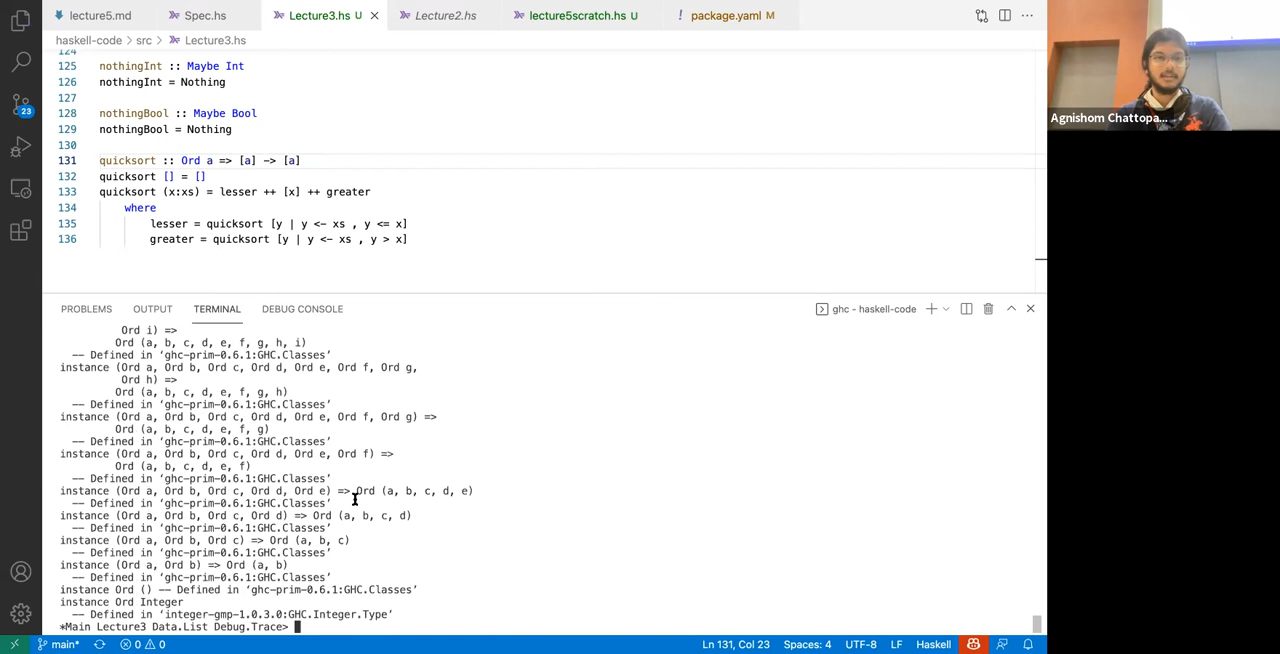 lecture5.md
Spec.hs
Lecture3.hs U
Lecture2.hs
lecture5scratch.hs U
! package.yaml M
haskell-code › src › Lecture3.hs
124
125 nothingInt :: Maybe Int
126 nothingInt = Nothing
127
128 nothingBool :: Maybe Bool
129 nothingBool = Nothing
130
131 quicksort :: Ord a => [a] -> [a]
132 quicksort [] = []
133 quicksort (x:xs) = lesser ++ [x] ++ greater
134 where
135 lesser = quicksort [y | y <- xs , y <= x]
136 greater = quicksort [y | y <- xs , y > x]
PROBLEMS OUTPUT TERMINAL DEBUG CONSOLE
ghc - haskell-code
Ord i) =>
Ord (a, b, c, d, e, f, g, h, i)
-- Defined in ‘ghc-prim-0.6.1:GHC.Classes’
instance (Ord a, Ord b, Ord c, Ord d, Ord e, Ord f, Ord g,
Ord h) =>
Ord (a, b, c, d, e, f, g, h)
-- Defined in ‘ghc-prim-0.6.1:GHC.Classes’
instance (Ord a, Ord b, Ord c, Ord d, Ord e, Ord f, Ord g) =>
Ord (a, b, c, d, e, f, g)
-- Defined in ‘ghc-prim-0.6.1:GHC.Classes’
instance (Ord a, Ord b, Ord c, Ord d, Ord e, Ord f) =>
Ord (a, b, c, d, e, f)
-- Defined in ‘ghc-prim-0.6.1:GHC.Classes’
instance (Ord a, Ord b, Ord c, Ord d, Ord e) => Ord (a, b, c, d, e)
-- Defined in ‘ghc-prim-0.6.1:GHC.Classes’
instance (Ord a, Ord b, Ord c, Ord d) => Ord (a, b, c, d)
-- Defined in ‘ghc-prim-0.6.1:GHC.Classes’
instance (Ord a, Ord b, Ord c) => Ord (a, b, c)
-- Defined in ‘ghc-prim-0.6.1:GHC.Classes’
instance (Ord a, Ord b) => Ord (a, b)
-- Defined in ‘ghc-prim-0.6.1:GHC.Classes’
instance Ord () -- Defined in ‘ghc-prim-0.6.1:GHC.Classes’
instance Ord Integer
-- Defined in ‘integer-gmp-1.0.3.0:GHC.Integer.Type’
*Main Lecture3 Data.List Debug.Trace>
23
main* 0 0
Ln 131, Col 23 Spaces: 4 UTF-8 LF Haskell
Agnishom Chattopa...